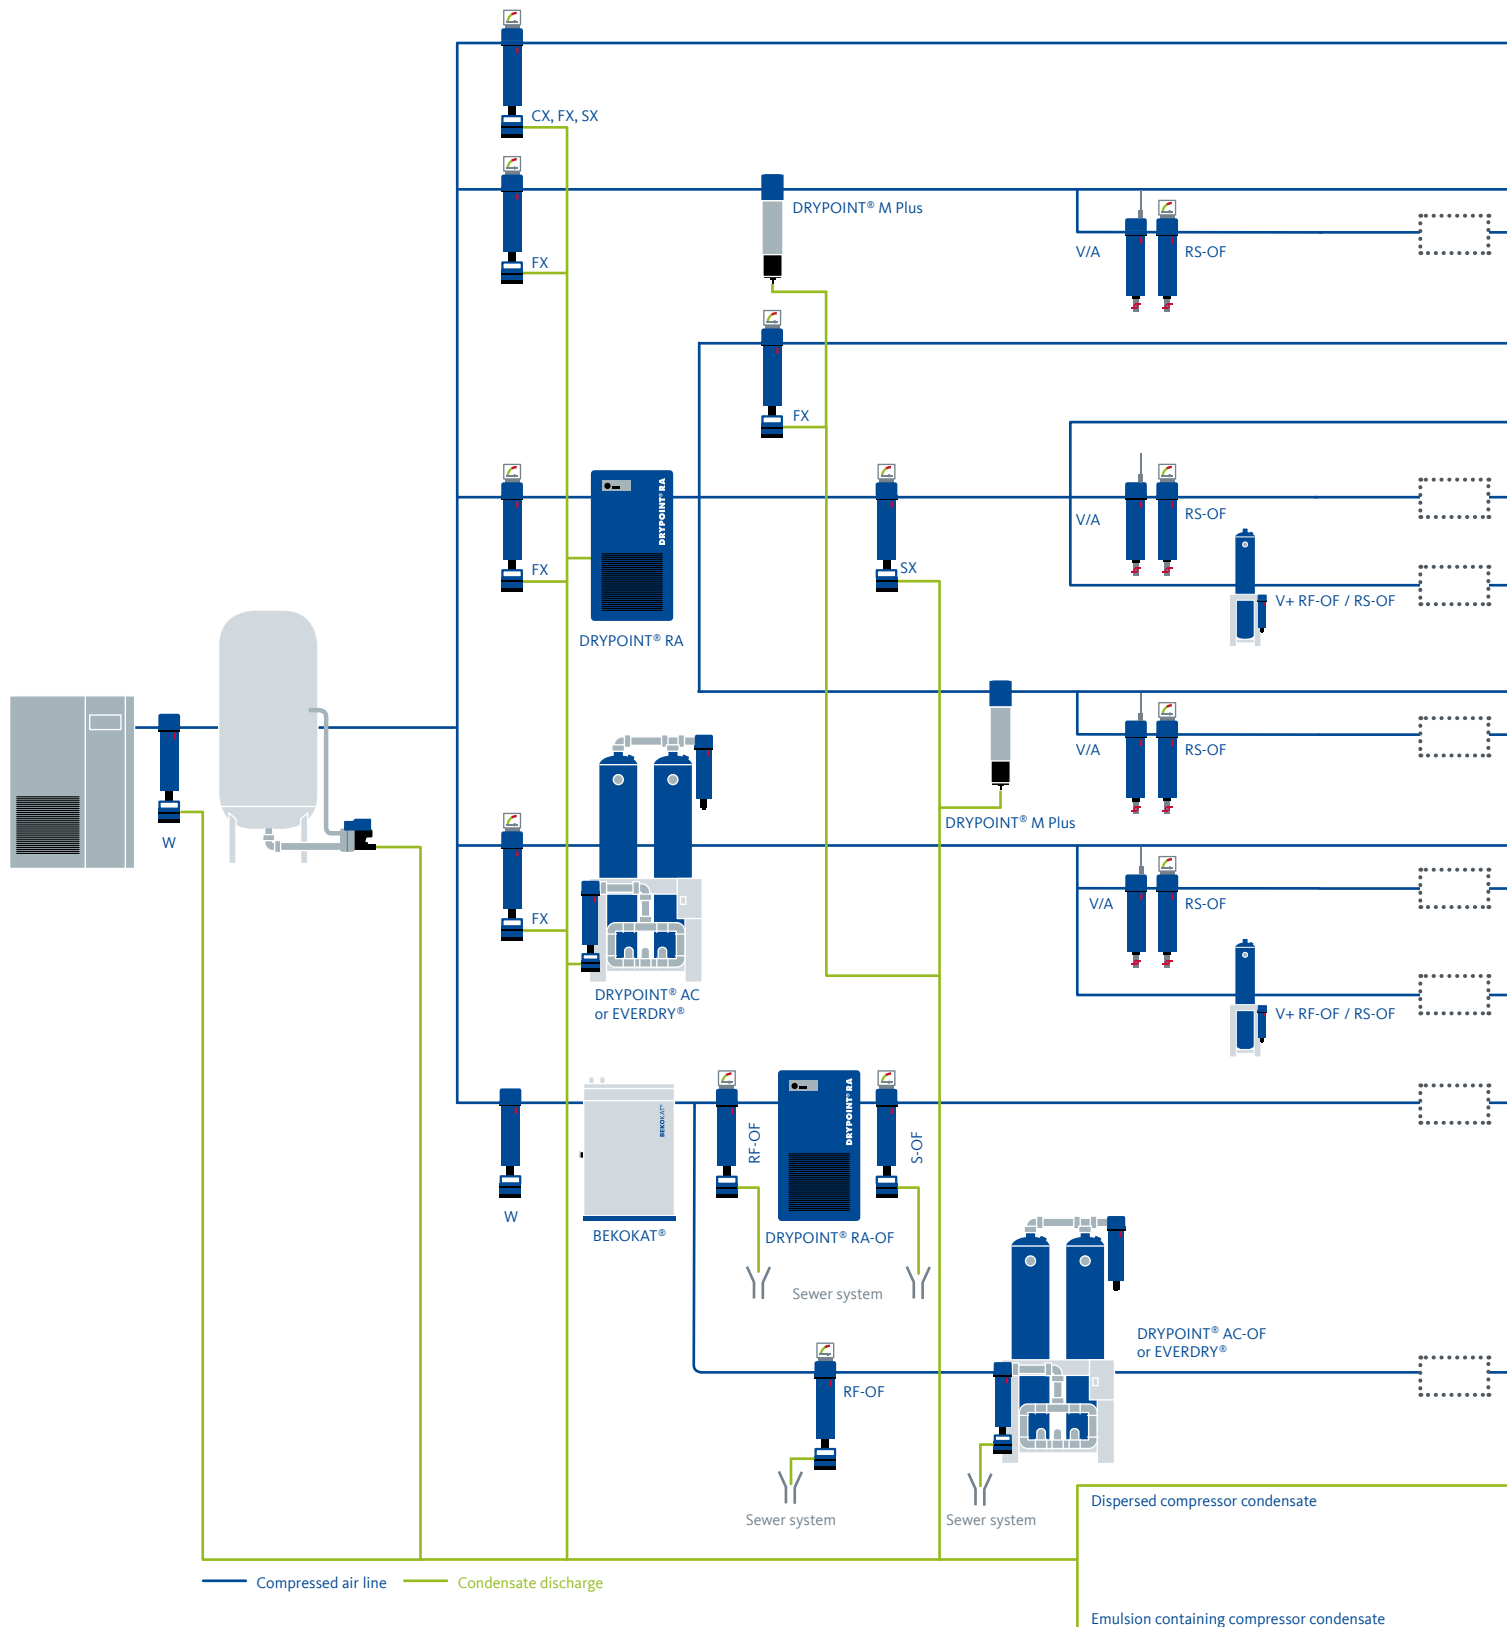 CX, FX, SX
DRYPOINT® M Plus
V/A
RS-OF
FX
FX
DRYPOINT® RA
V/A
RS-OF
FX
SX
V+ RF-OF / RS-OF
DRYPOINT® RA
V/A
RS-OF
DRYPOINT® M Plus
W
V/A
RS-OF
FX
DRYPOINT® AC
or EVERDRY®
V+ RF-OF / RS-OF
BEKOKAT®
RF-OF
DRYPOINT® RA
S-OF
W
BEKOKAT®
DRYPOINT® RA-OF
Sewer system
DRYPOINT® AC-OF
or EVERDRY®
RF-OF
Sewer system
Sewer system
Dispersed compressor condensate
Compressed air line
Condensate discharge
Emulsion containing compressor condensate